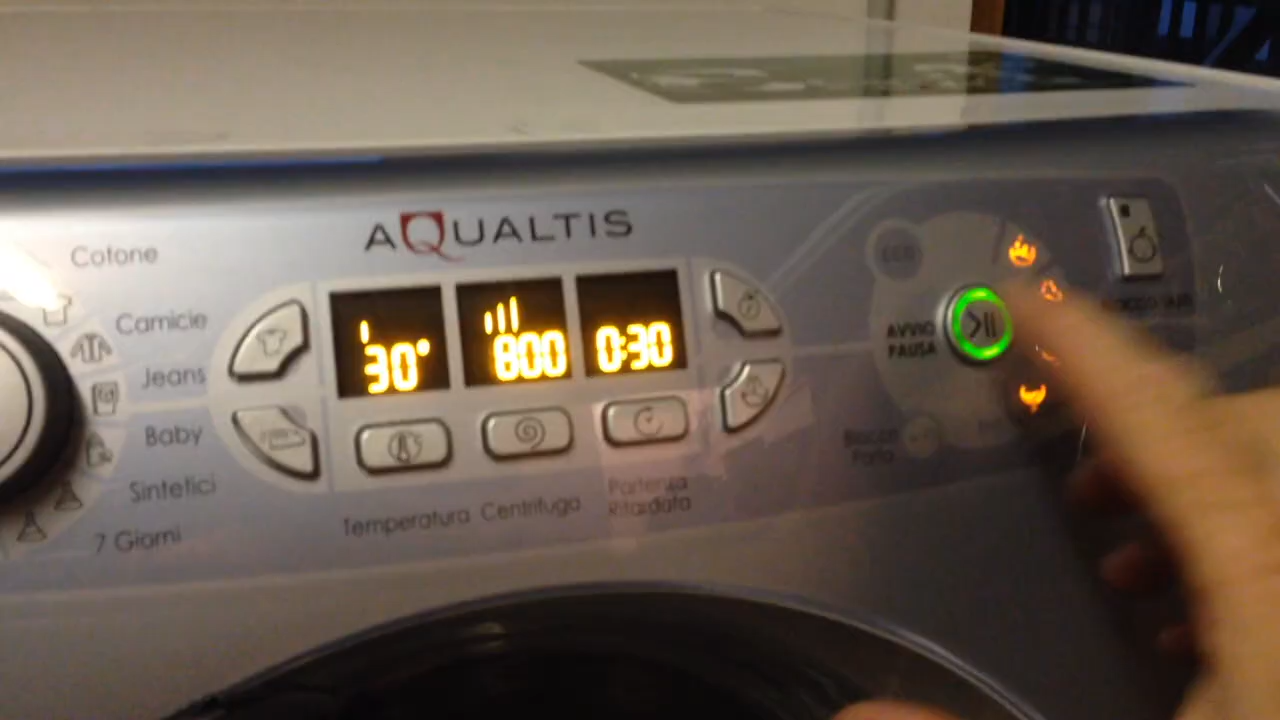 AQUALTIS
Cotone
Camicie
Jeans
Baby
Sintetici
7 Giorni
30°
800
0:30
Temperatura
Centrifuga
Partenza
Ritardata
ECO
AVVIO
PAUSA
Porta